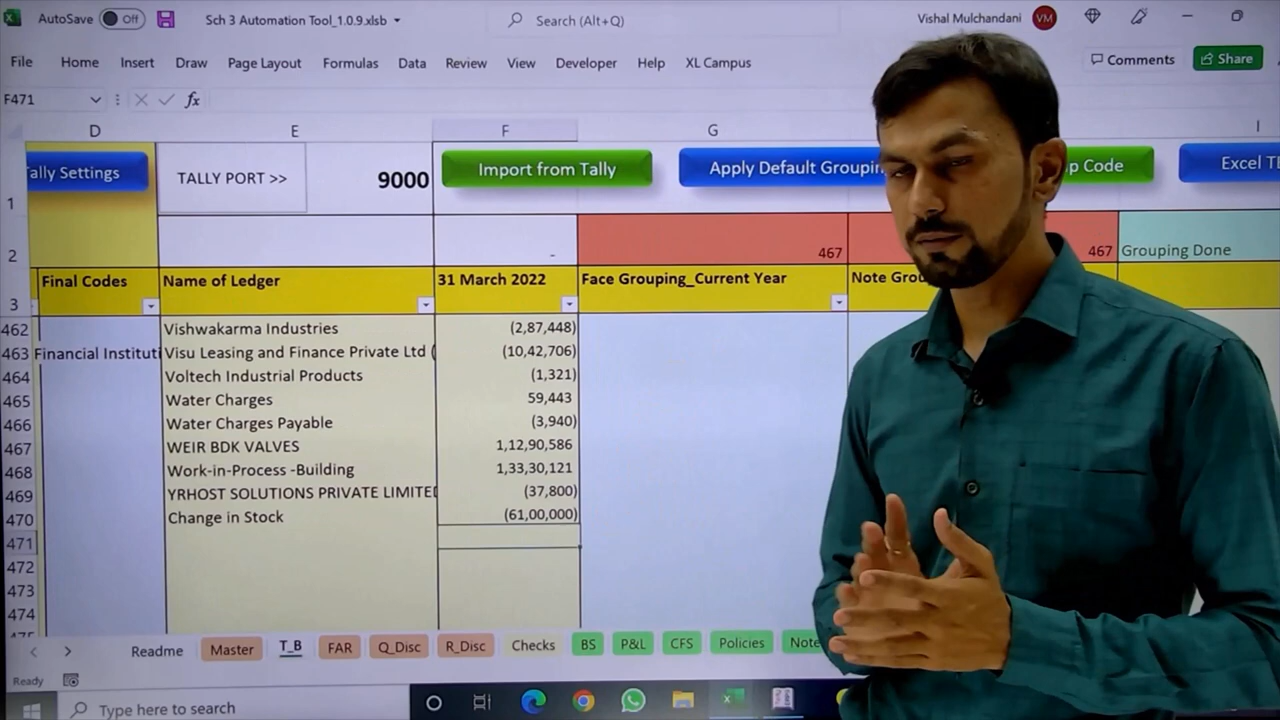 AutoSave Off Sch 3 Automation Tool_1.0.9.xlsb Search (Alt+Q) Vishal Mulchandani VM
File Home Insert Draw Page Layout Formulas Data Review View Developer Help XL Campus Comments Share
F471 fx
D E F G I
ally Settings TALLY PORT >> 9000 Import from Tally Apply Default Groupin p Code Excel T
1
2 - 467 467 Grouping Done
3 Final Codes Name of Ledger 31 March 2022 Face Grouping_Current Year Note Grou
462 Vishwakarma Industries (2,87,448)
463 Financial Instituti Visu Leasing and Finance Private Ltd ( (10,42,706)
464 Voltech Industrial Products (1,321)
465 Water Charges 59,443
466 Water Charges Payable (3,940)
467 WEIR BDK VALVES 1,12,90,586
468 Work-in-Process -Building 1,33,30,121
469 YRHOST SOLUTIONS PRIVATE LIMITE (37,800)
470 Change in Stock (61,00,000)
471
472
473
474
Readme Master T_B FAR Q_Disc R_Disc Checks BS P&L CFS Policies Note
Ready
Type here to search